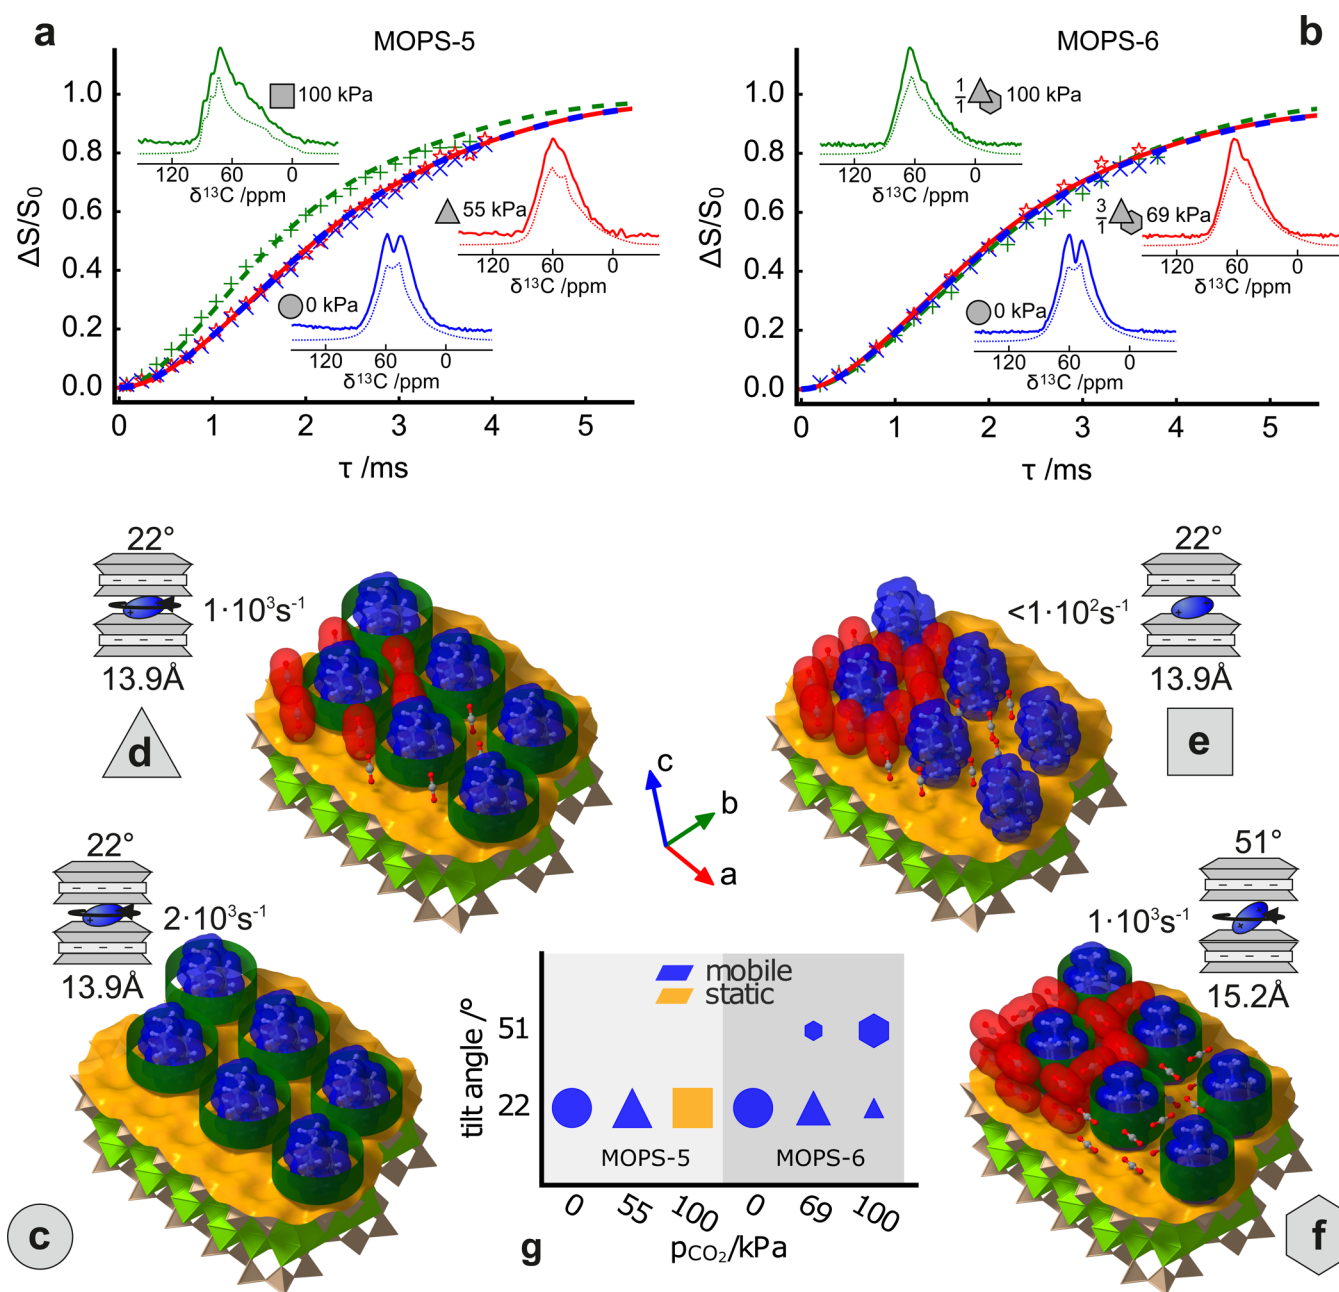 a
MOPS-5
1.0
0.8
0.6
0.4
0.2
0.0
ΔS/S₀
0 1 2 3 4 5
τ /ms
100 kPa
120 60 0
δ¹³C /ppm
55 kPa
120 60 0
δ¹³C /ppm
0 kPa
120 60 0
δ¹³C /ppm
MOPS-6
b
1.0
0.8
0.6
0.4
0.2
0.0
ΔS/S₀
0 1 2 3 4 5
τ /ms
1/1 100 kPa
120 60 0
δ¹³C /ppm
3/1 69 kPa
120 60 0
δ¹³C /ppm
0 kPa
120 60 0
δ¹³C /ppm
22°
- - - -
+
1·10³s⁻¹
- - - -
13.9Å
d
22°
- - - -
<1·10²s⁻¹
+
- - - -
13.9Å
e
c
b
a
22°
- - - -
+
2·10³s⁻¹
- - - -
13.9Å
c
51°
- - - -
1·10³s⁻¹
+
- - - -
15.2Å
f
mobile
static
tilt angle /°
51
22
MOPS-5 MOPS-6
0 55 100 0 69 100
pCO₂/kPa
g